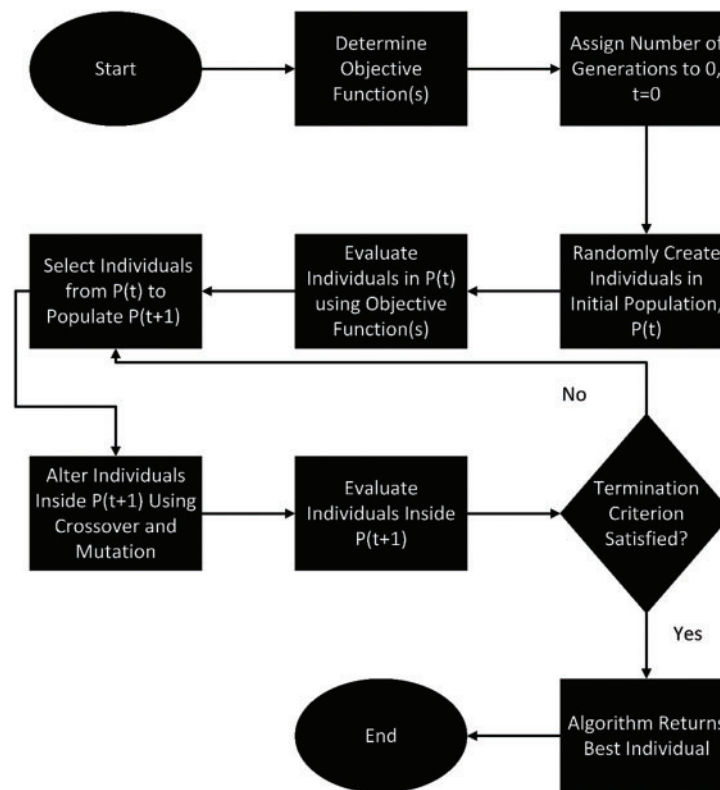 Start
Determine
Objective
Function(s)
Assign Number of
Generations to 0,
t=0
Randomly Create
Individuals in
Initial Population,
P(t)
Evaluate
Individuals in P(t)
using Objective
Function(s)
Select Individuals
from P(t) to
Populate P(t+1)
Alter Individuals
Inside P(t+1) Using
Crossover and
Mutation
Evaluate
Individuals Inside
P(t+1)
Termination
Criterion
Satisfied?
No
Yes
Algorithm Returns
Best Individual
End